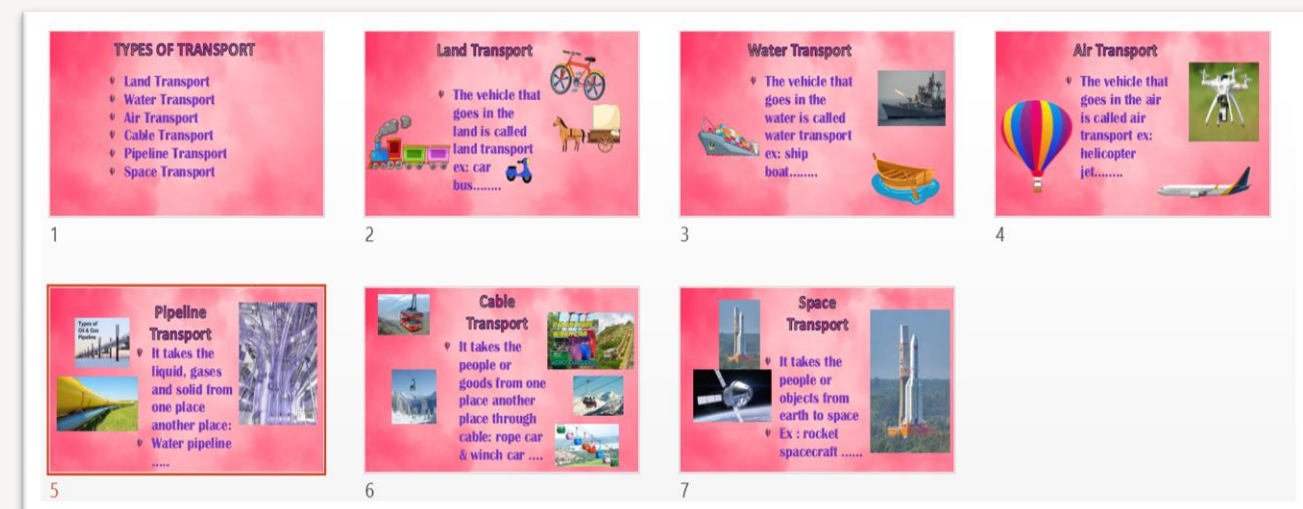 TYPES OF TRANSPORT
Land Transport
Water Transport
Air Transport
Cable Transport
Pipeline Transport
Space Transport
1
Land Transport
The vehicle that
goes in the
land is called
land transport
ex: car
bus........
2
Water Transport
The vehicle that
goes in the
water is called
water transport
ex: ship
boat........
3
Air Transport
The vehicle that
goes in the air
is called air
transport ex:
helicopter
jet........
4
Pipeline
Transport
Types of
Oil & Gas
Pipeline
It takes the
liquid, gases
and solid from
one place
another place:
Water pipeline
.....
5
Cable
Transport
It takes the
people or
goods from one
place another
place through
cable: rope car
& winch car ....
6
Space
Transport
It takes the
people or
objects from
earth to space
Ex : rocket
spacecraft ......
7